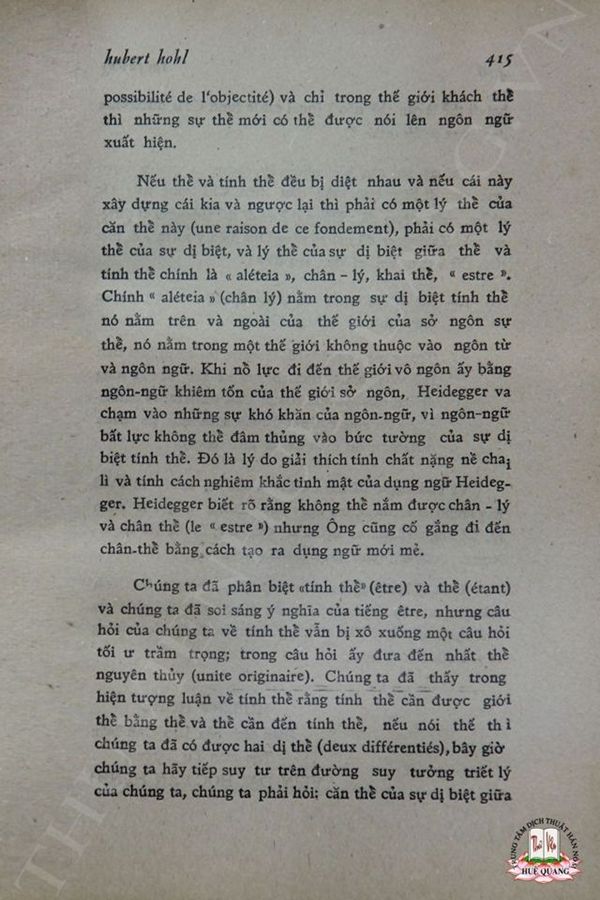 hubert hohl 415
possibilité de l'objectité) và chỉ trong thế giới khách thể
thì những sự thể mới có thể được nói lên ngôn ngữ
xuất hiện.
Nếu thể và tính thể đều bị diệt nhau và nếu cái này
xây dựng cái kia và ngược lại thì phải có một lý thể của
căn thể này (une raison de ce fondement), phải có một lý
thể của sự dị biệt, và lý thể của sự dị biệt giữa thể và
tính thể chính là « aléteia », chân – lý, khai thể, « estre ».
Chính « aléteia » (chân lý) nằm trong sự dị biệt tính thể
nó nằm trên và ngoài của thế giới của sở ngôn sự
thể, nó nằm trong một thế giới không thuộc vào ngôn từ
và ngôn ngữ. Khi nỗ lực đi đến thế giới vô ngôn ấy bằng
ngôn-ngữ khiêm tốn của thế giới sở ngôn, Heidegger va
chạm vào những sự khó khăn của ngôn-ngữ, vì ngôn-ngữ
bất lực không thể đâm thủng vào bức tường của sự dị
biệt tính thể. Đó là lý do giải thích tính chất nặng nề chai
lì và tính cách nghiêm khắc tinh mật của dụng ngữ Heideg-
ger. Heidegger biết rõ rằng không thể nắm được chân – lý
và chân thể (le « estre ») nhưng Ông cũng cố gắng đi đến
chân-thể bằng cách tạo ra dụng ngữ mới mẻ.
Chúng ta đã phân biệt «tính thể» (être) và thể (étant)
và chúng ta đã soi sáng ý nghĩa của tiếng être, nhưng câu
hỏi của chúng ta về tính thể vẫn bị xô xuống một câu hỏi
tối ư trầm trọng; trong câu hỏi ấy đưa đến nhất thể
nguyên thủy (unite originaire). Chúng ta đã thấy trong
hiện tượng luận về tính thể rằng tính thể cần được giới
thể bằng thể và thể cần đến tính thể, nếu nói thế thì
chúng ta đã có được hai dị thể (deux différentiés), bây giờ
chúng ta hãy tiếp suy tư trên đường suy tưởng triết lý
của chúng ta, chúng ta phải hỏi: căn thể của sự dị biệt giữa
TRUNG TÂM DỊCH THUẬT HÁN NÔM
HUỆ QUANG